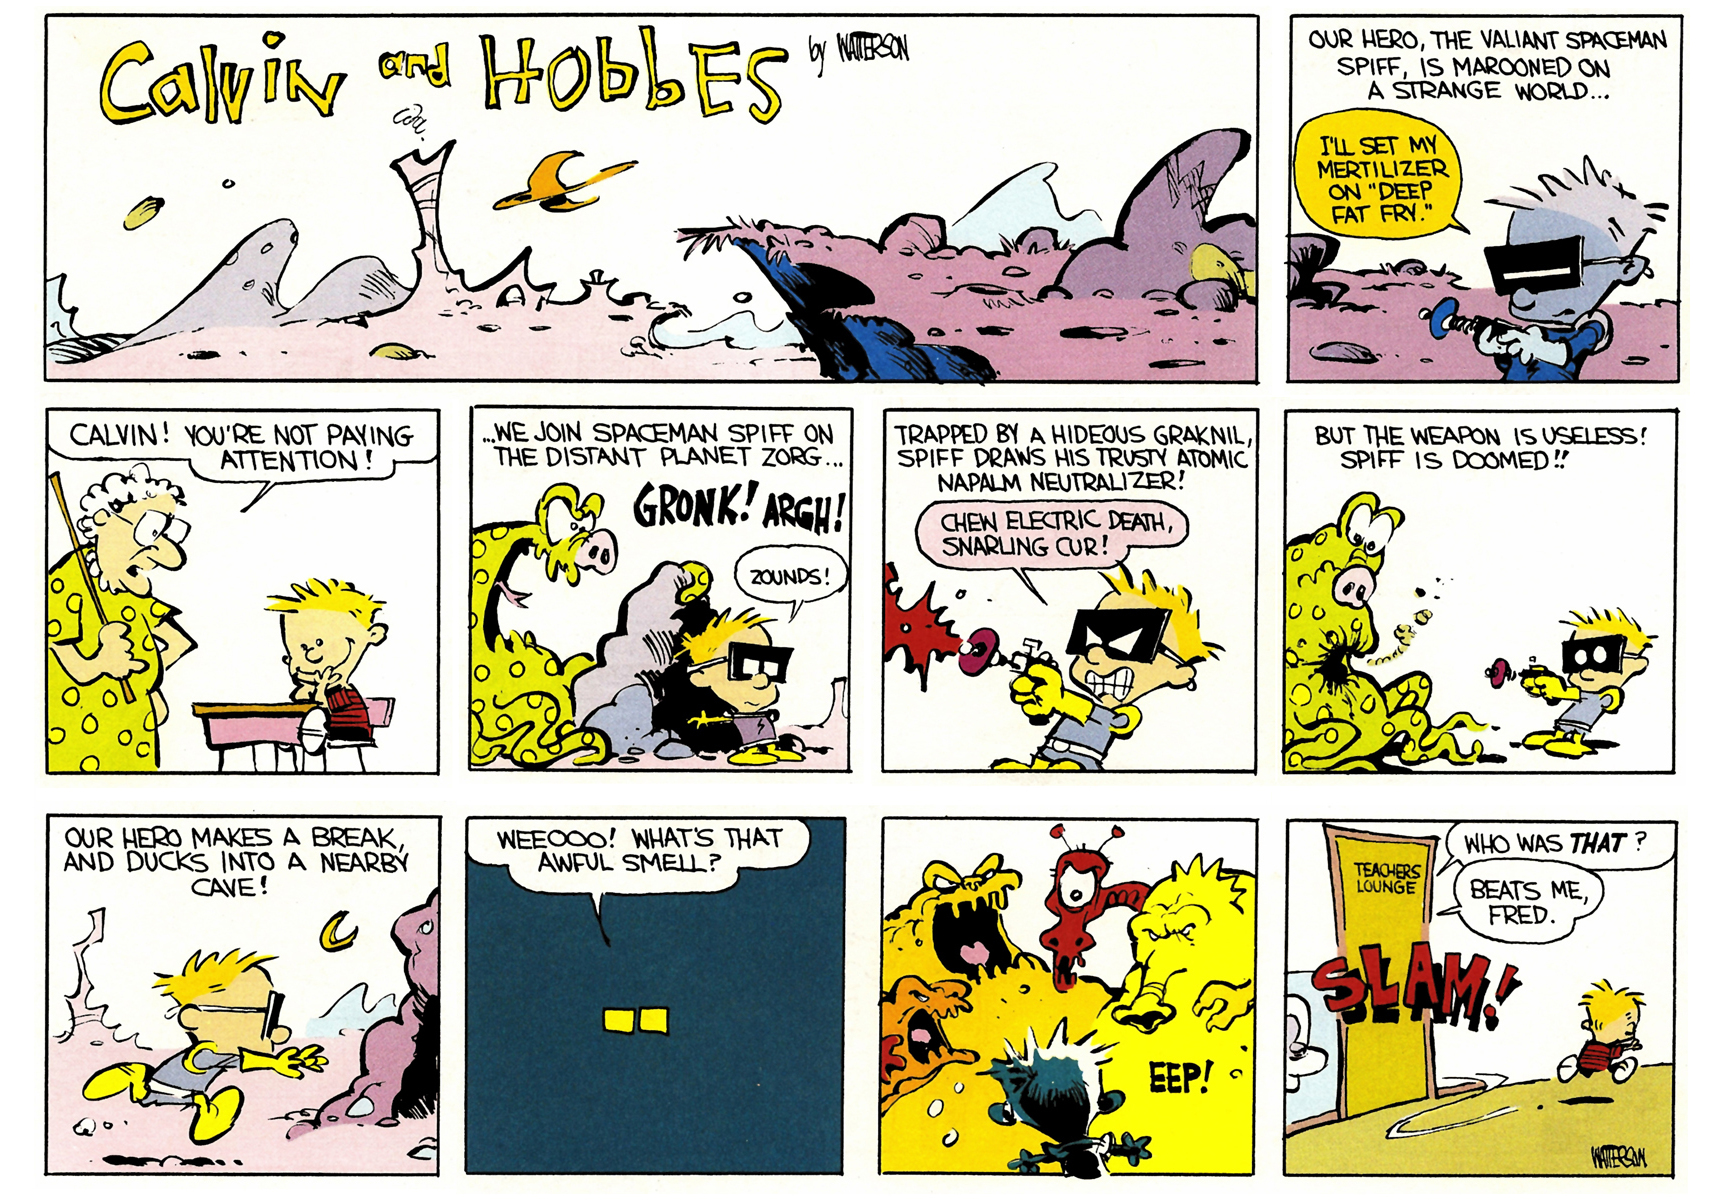 Calvin and HobbES
by WATTERSON
OUR HERO, THE VALIANT SPACEMAN
SPIFF, IS MAROONED ON
A STRANGE WORLD...
I'LL SET MY
MERTILIZER
ON "DEEP
FAT FRY."
CALVIN! YOU'RE NOT PAYING
ATTENTION!
...WE JOIN SPACEMAN SPIFF ON
THE DISTANT PLANET ZORG...
GRONK! ARGH!
ZOUNDS!
TRAPPED BY A HIDEOUS GRAKNIL,
SPIFF DRAWS HIS TRUSTY ATOMIC
NAPALM NEUTRALIZER!
CHEW ELECTRIC DEATH,
SNARLING CUR!
BUT THE WEAPON IS USELESS!
SPIFF IS DOOMED!!
OUR HERO MAKES A BREAK,
AND DUCKS INTO A NEARBY
CAVE!
WEEOOO! WHAT'S THAT
AWFUL SMELL?
EEP!
WHO WAS THAT?
BEATS ME,
FRED.
TEACHERS
LOUNGE
SLAM!
WATTERSON